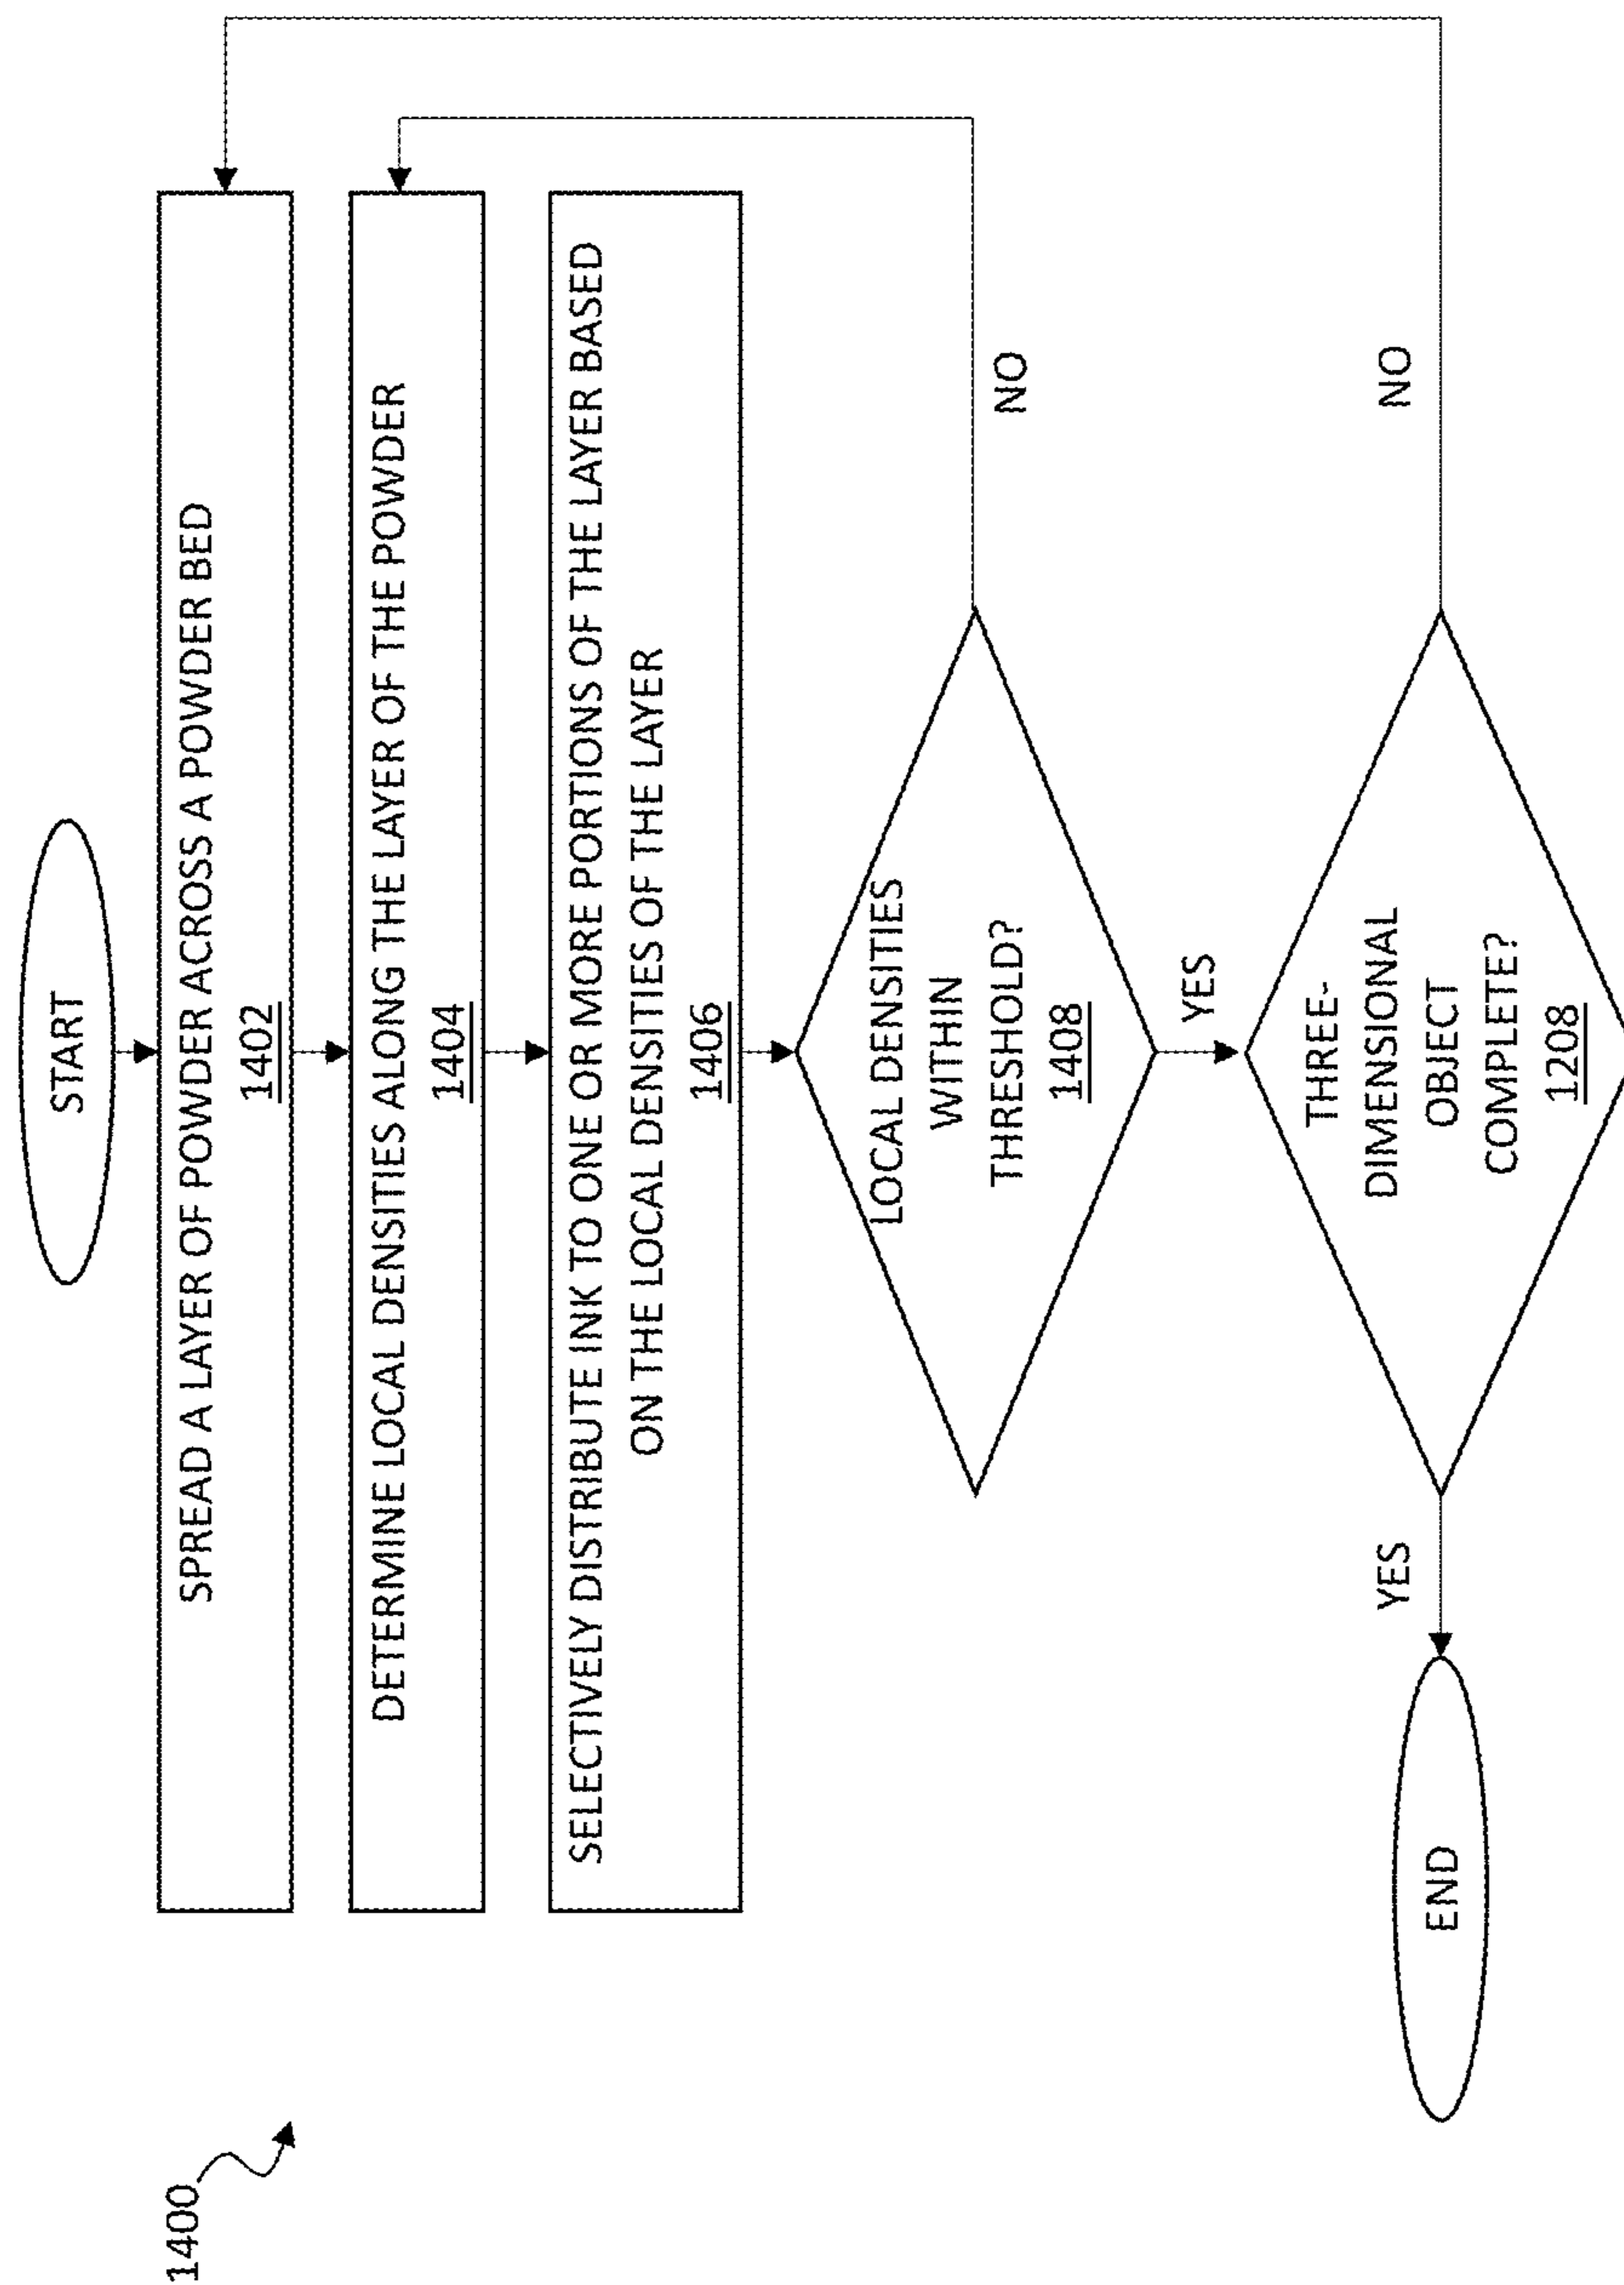 1400
START
SPREAD A LAYER OF POWDER ACROSS A POWDER BED
1402
DETERMINE LOCAL DENSITIES ALONG THE LAYER OF THE POWDER
1404
SELECTIVELY DISTRIBUTE INK TO ONE OR MORE PORTIONS OF THE LAYER BASED
ON THE LOCAL DENSITIES OF THE LAYER
1406
LOCAL DENSITIES
WITHIN
THRESHOLD?
1408
NO
YES
THREE-
DIMENSIONAL
OBJECT
COMPLETE?
1208
YES
NO
END